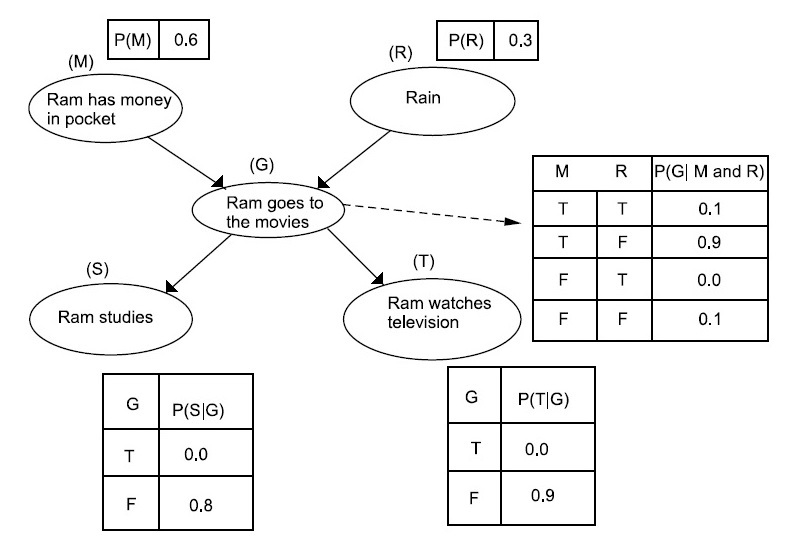 P(M) 0.6
P(R) 0.3
(M)
(R)
Ram has money
in pocket
Rain
(G)
Ram goes to
the movies
M R P(G| M and R)
T T 0.1
T F 0.9
F T 0.0
F F 0.1
(S)
(T)
Ram studies
Ram watches
television
G P(S|G)
T 0.0
F 0.8
G P(T|G)
T 0.0
F 0.9